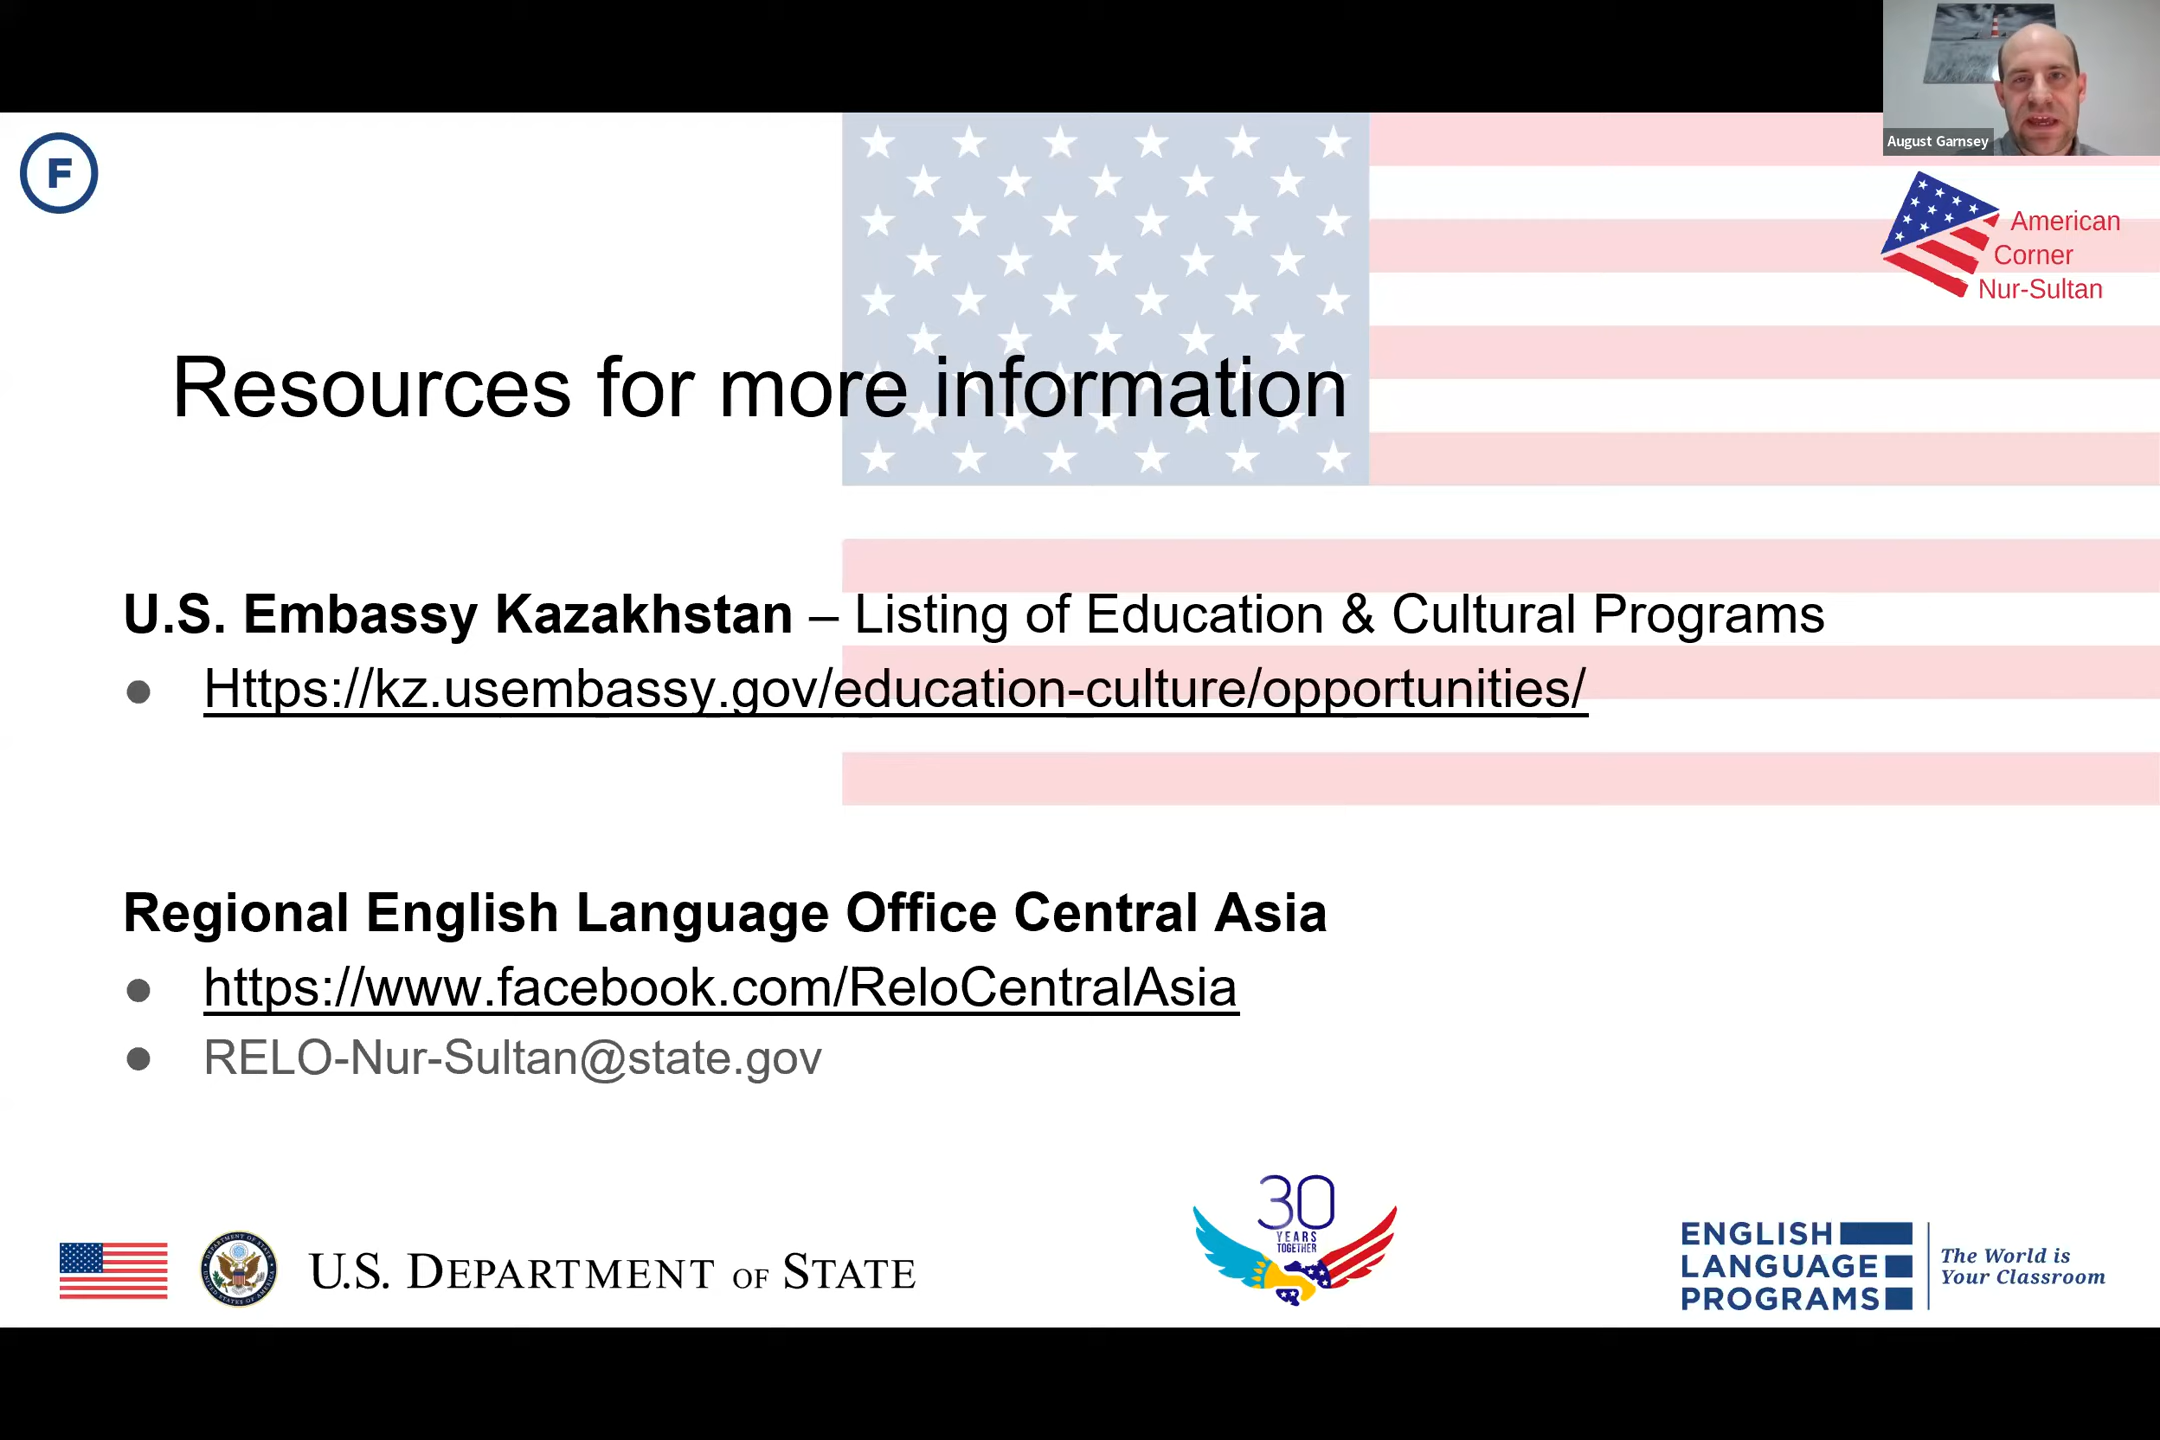 August Garnsey
F
American
Corner
Nur-Sultan
Resources for more information
U.S. Embassy Kazakhstan – Listing of Education & Cultural Programs
● Https://kz.usembassy.gov/education-culture/opportunities/
Regional English Language Office Central Asia
● https://www.facebook.com/ReloCentralAsia
● RELO-Nur-Sultan@state.gov
U.S. DEPARTMENT OF STATE
30
YEARS
TOGETHER
ENGLISH
LANGUAGE
PROGRAMS
The World is
Your Classroom